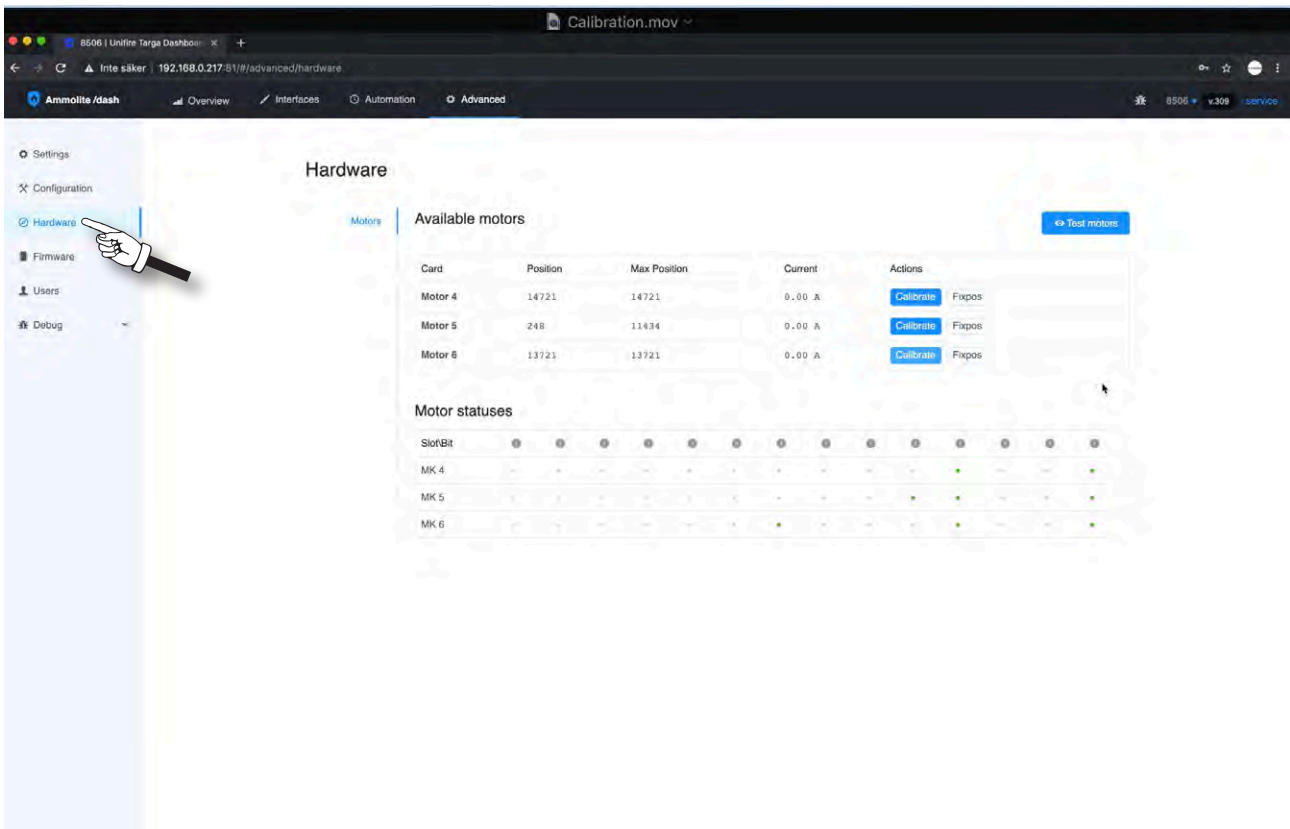 Calibration.mov
8506 | Unifire Targa Dashboar × +
Inte säker | 192.168.0.217:81/#/advanced/hardware
Ammolite /dash Overview Interfaces Automation Advanced 8506 v.309 service
Settings
Configuration
Hardware
Firmware
Users
Debug
Hardware
Motors
Available motors
Test motors
Card Position Max Position Current Actions
Motor 4 14721 14721 0.00 A Calibrate Fixpos
Motor 5 248 11434 0.00 A Calibrate Fixpos
Motor 6 13721 13721 0.00 A Calibrate Fixpos
Motor statuses
Slot\Bit
MK 4 - - - - - - - - - - - -
MK 5 - - - - - - - - - - -
MK 6 - - - - - - - - - - -